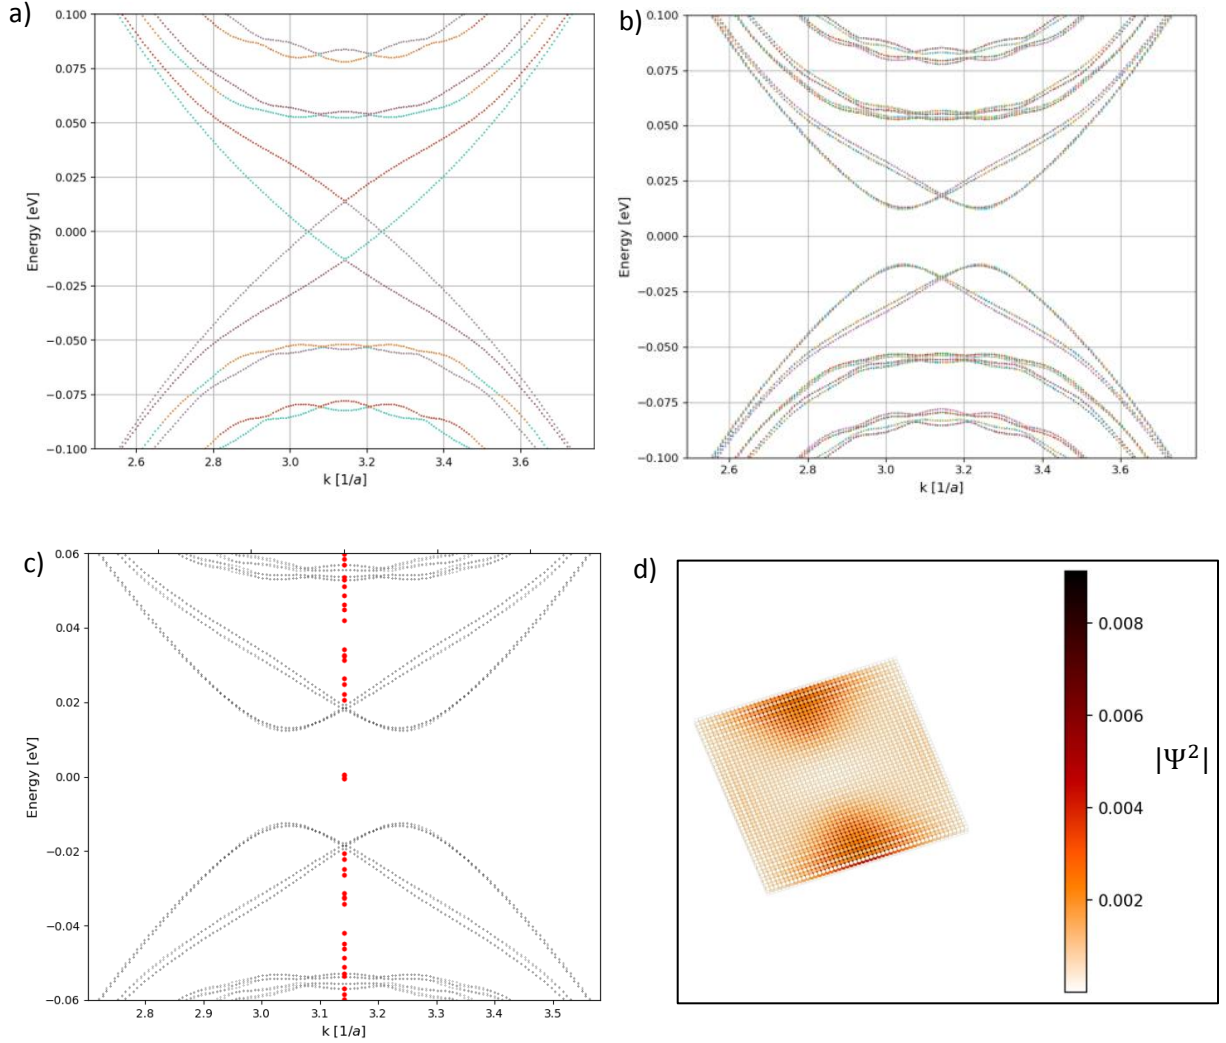 a)
0.100
0.075
0.050
0.025
0.000
−0.025
−0.050
−0.075
−0.100
Energy [eV]
2.6 2.8 3.0 3.2 3.4 3.6
k [1/a]
b)
0.100
0.075
0.050
0.025
0.000
−0.025
−0.050
−0.075
−0.100
Energy [eV]
2.6 2.8 3.0 3.2 3.4 3.6
k [1/a]
c)
0.06
0.04
0.02
0.00
−0.02
−0.04
−0.06
Energy [eV]
2.8 2.9 3.0 3.1 3.2 3.3 3.4 3.5
k [1/a]
d)
0.008
0.006
0.004
0.002
|Ψ²|